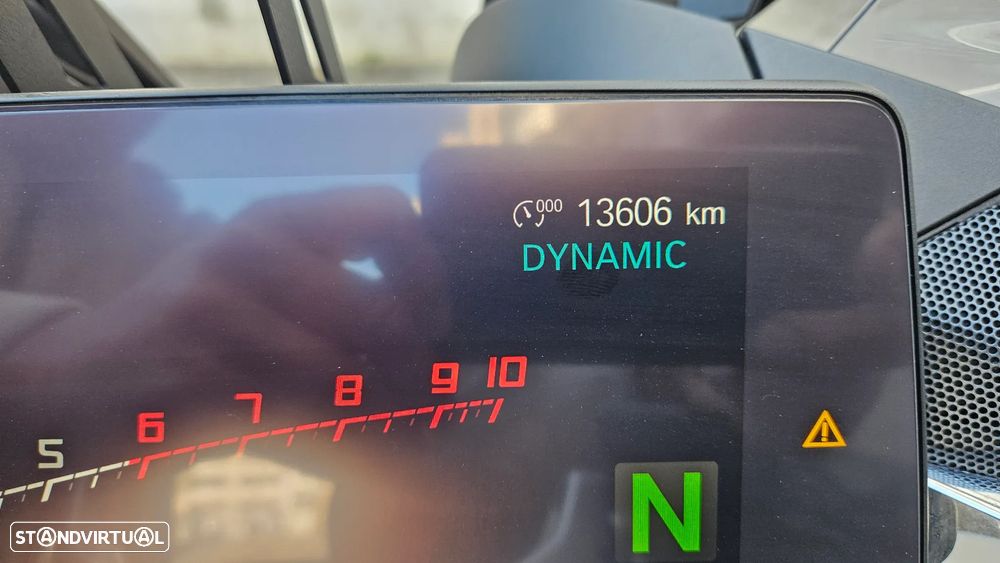 000 13606 km
DYNAMIC
5 6 7 8 9 10
N
STANDVIRTUAL